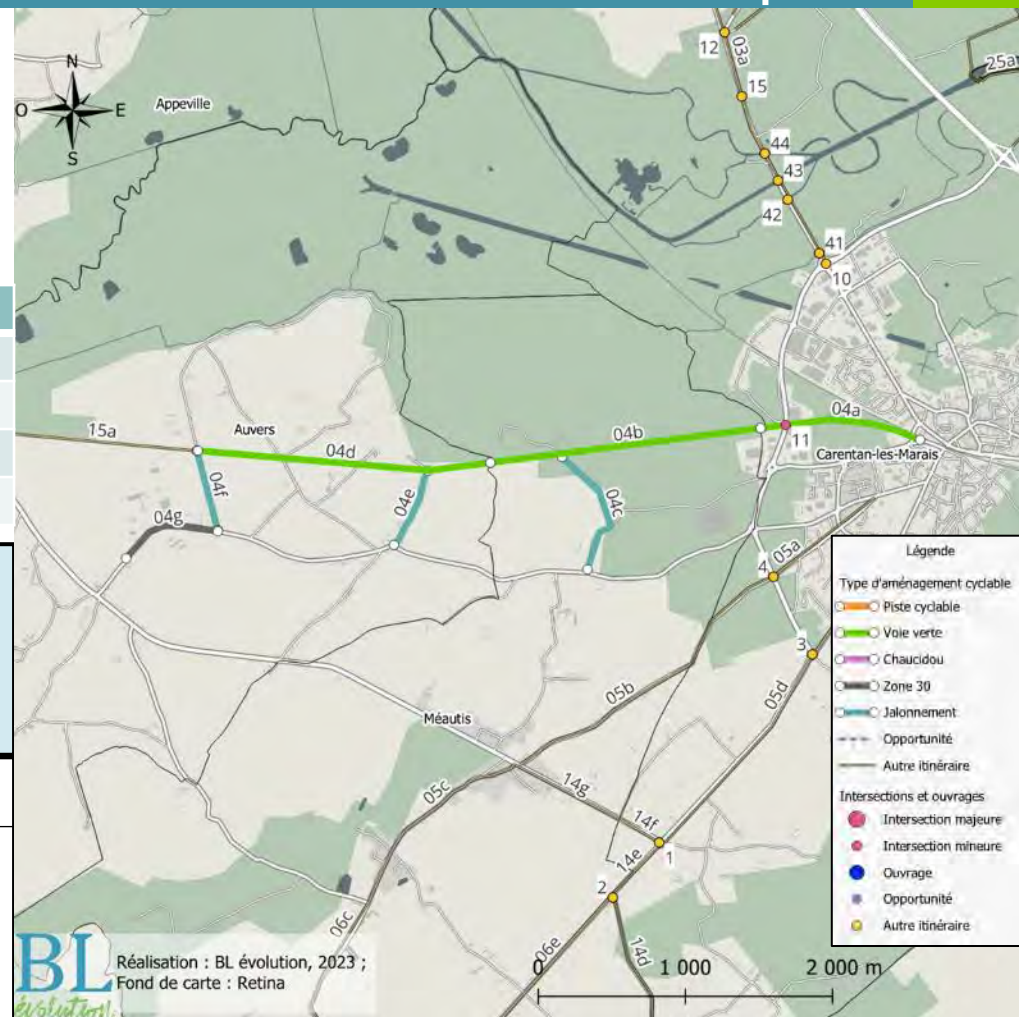 N
O
E
S
Appeville
12
03a
25a
15
44
43
42
41
10
04a
11
Carentan-les-Marais
15a
Auvers
04d
04b
04f
04e
04c
04g
4
05a
3
05b
05d
Méautis
05c
14g
14f
1
14e
2
06c
06e
14d
Légende
Type d'aménagement cyclable
Piste cyclable
Voie verte
Chaucidou
Zone 30
Jalonnement
Opportunité
Autre itinéraire
Intersections et ouvrages
Intersection majeure
Intersection mineure
Ouvrage
Opportunité
Autre itinéraire
BL
évolution
Réalisation : BL évolution, 2023 ;
Fond de carte : Retina
0 1 000 2 000 m